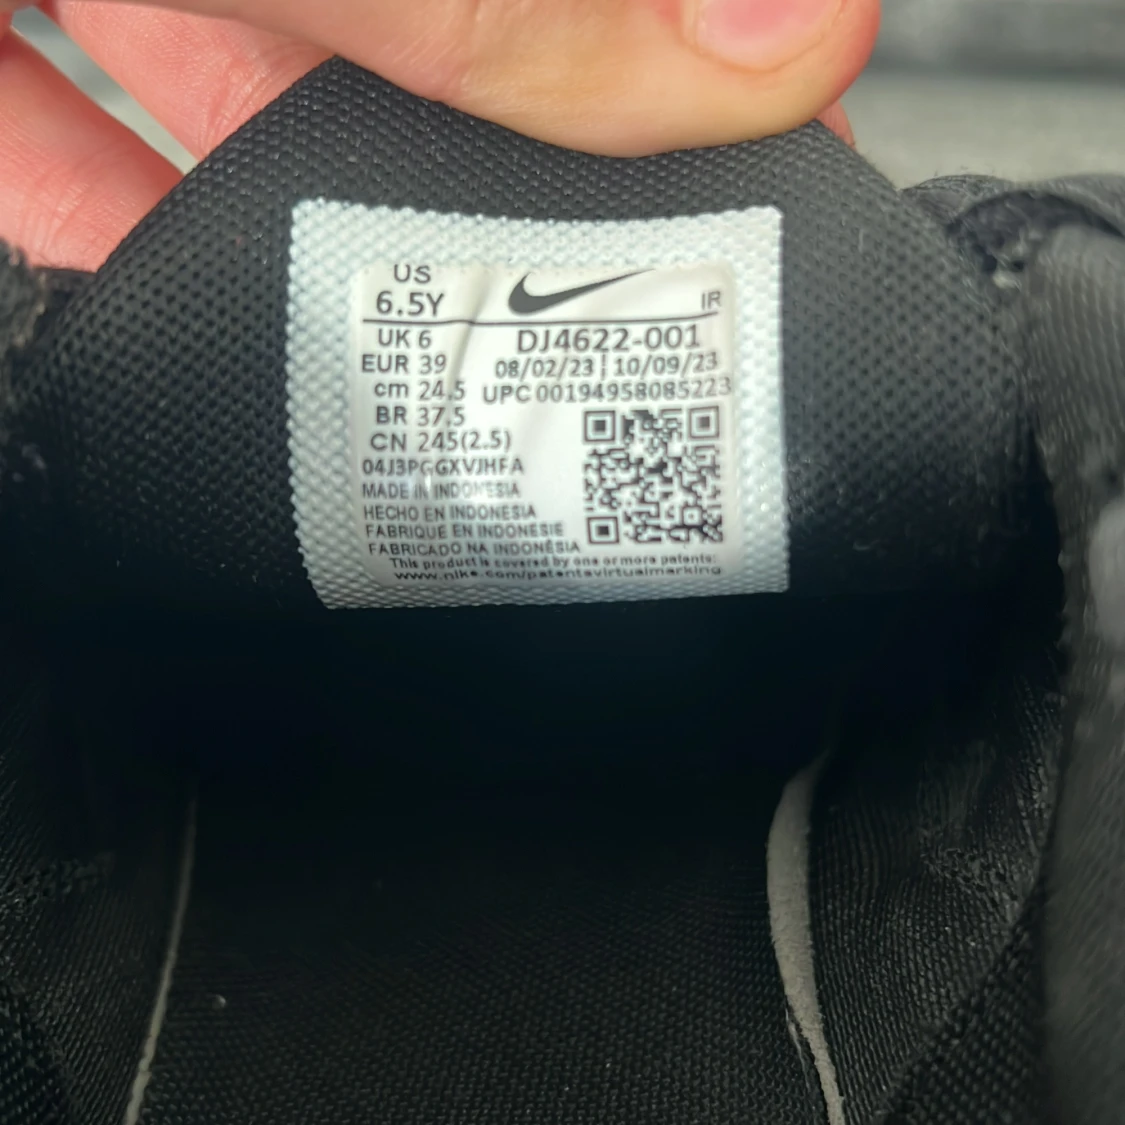 US
6.5Y
IR
UK 6
DJ4622-001
EUR 39
08/02/23 | 10/09/23
cm 24.5
UPC 00194958085223
BR 37.5
CN 245(2.5)
04J3PGGXVJHFA
MADE IN INDONESIA
HECHO EN INDONESIA
FABRIQUE EN INDONESIE
FABRICADO NA INDONÉSIA
This product is covered by one or more patents:
www.nike.com/patentsvirtualmarking